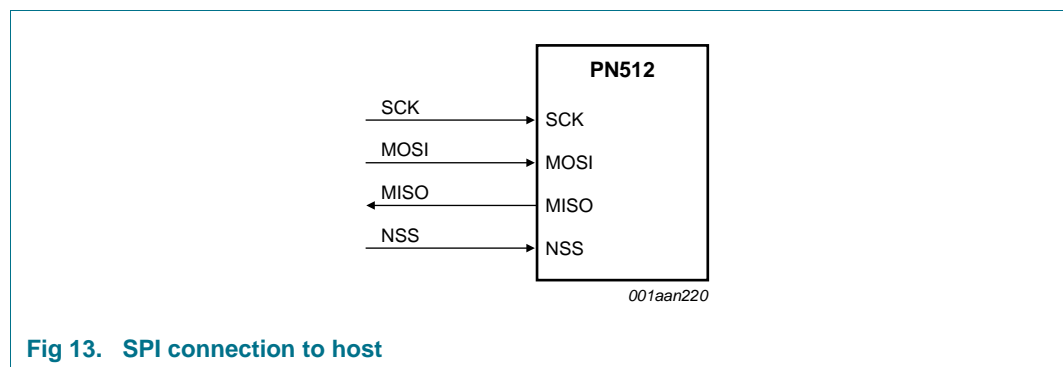 PN512
SCK SCK
MOSI MOSI
MISO MISO
NSS NSS
001aan220
Fig 13. SPI connection to host